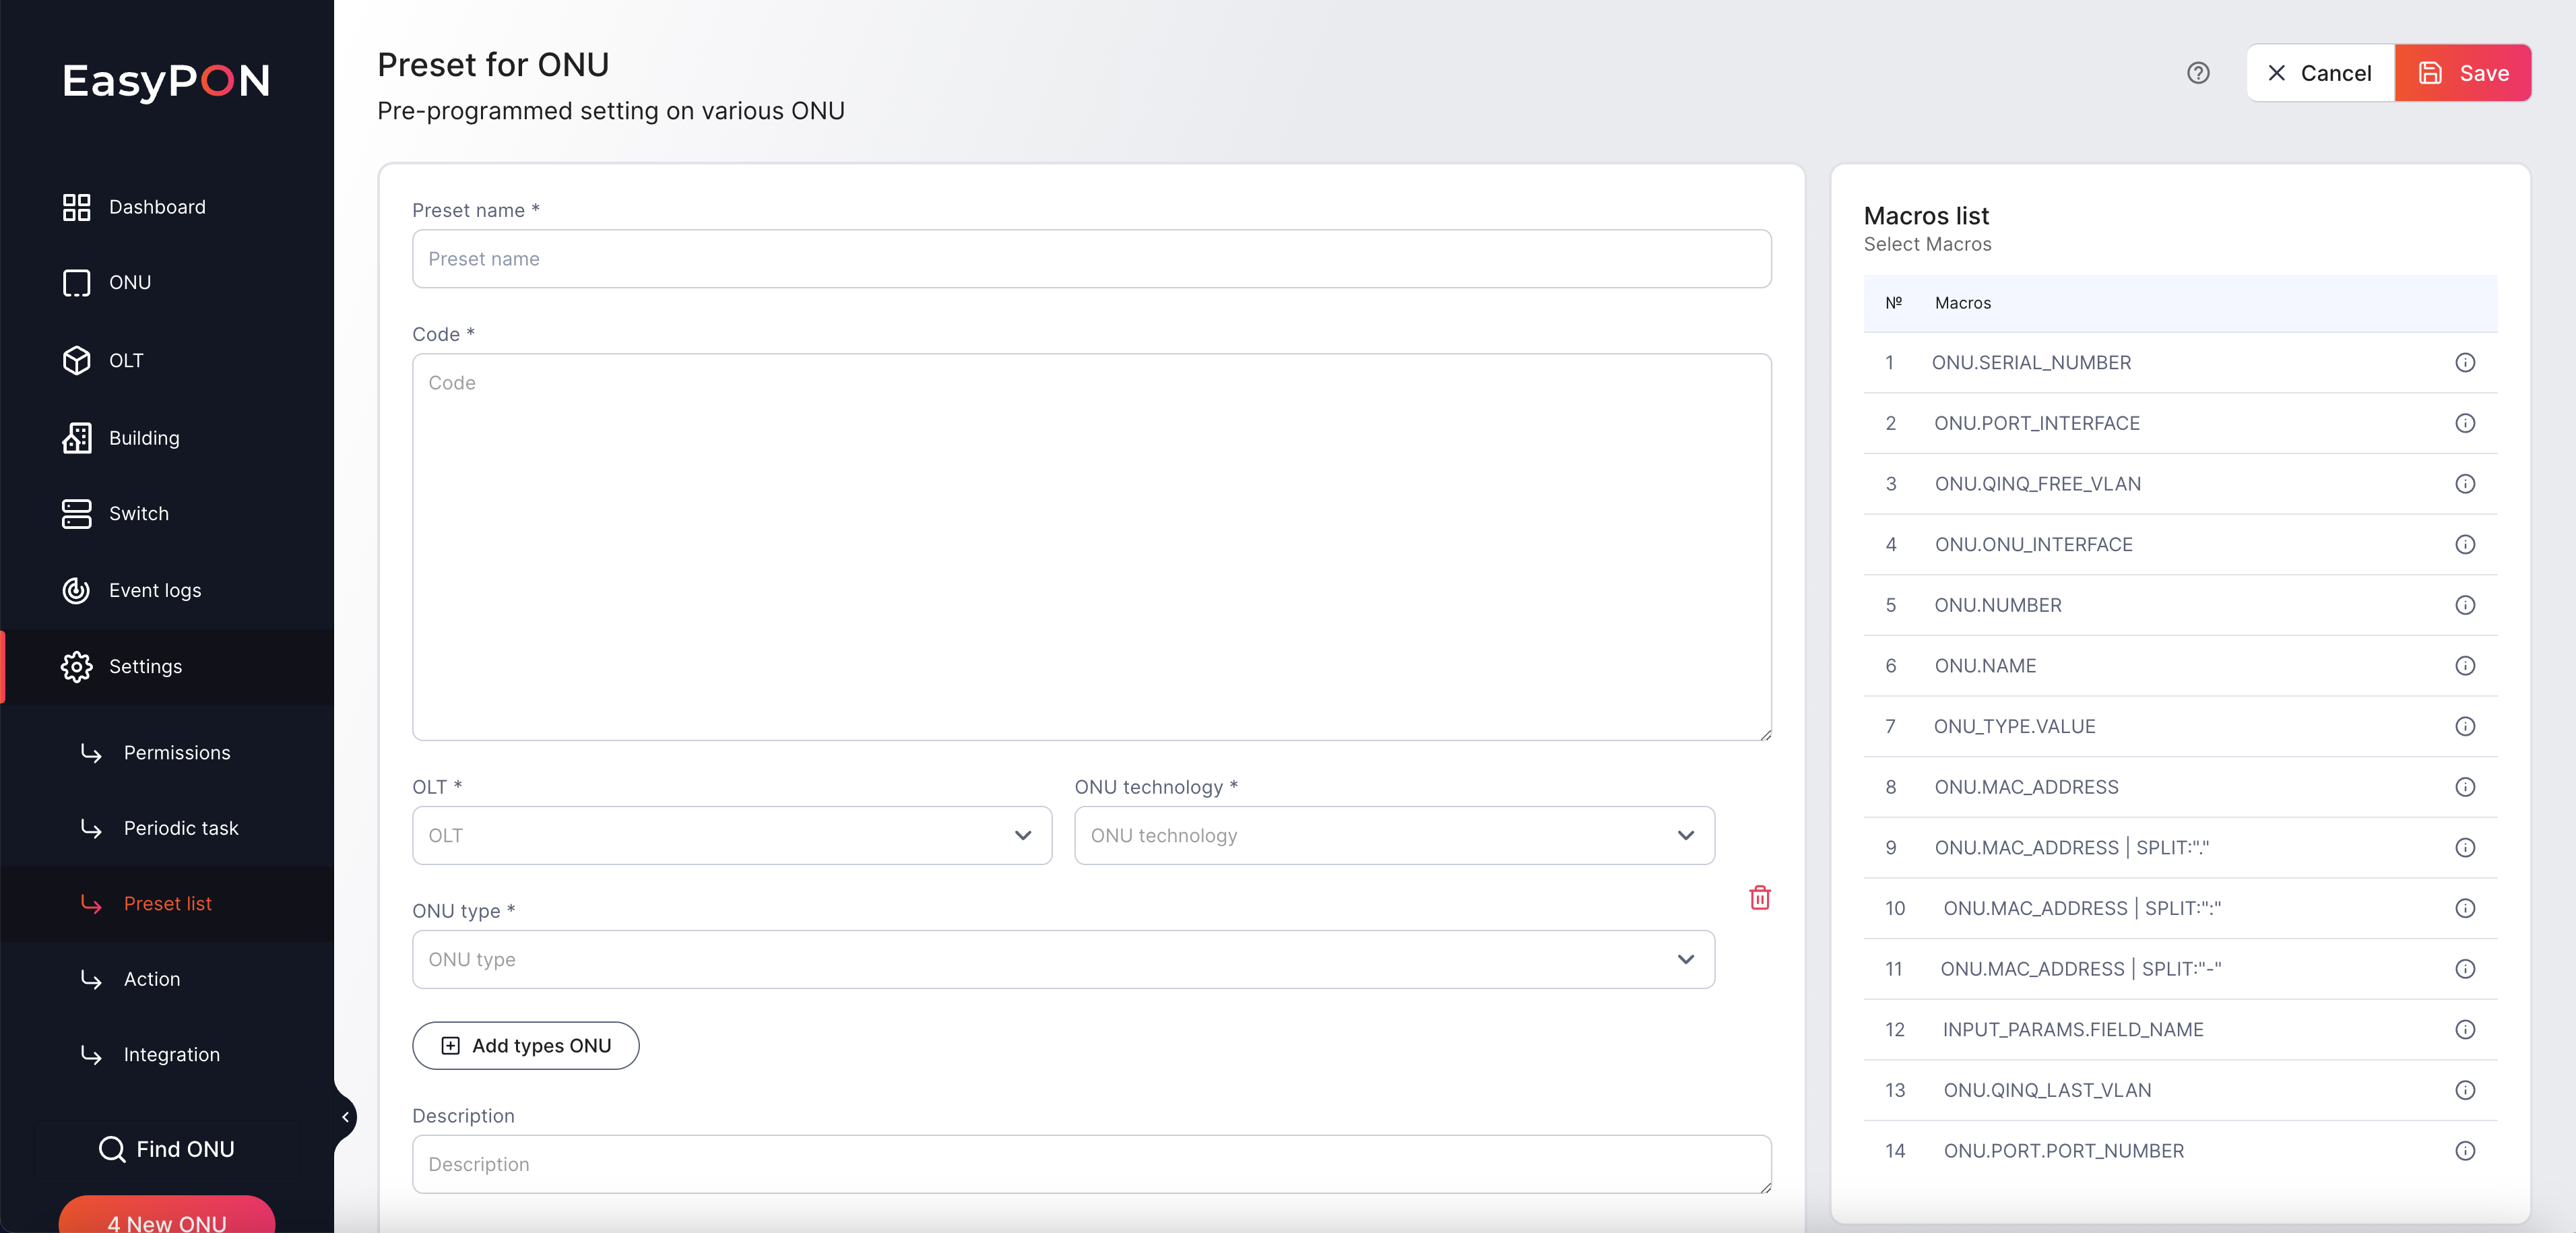 EasyPON
Dashboard
ONU
OLT
Building
Switch
Event logs
Settings
Permissions
Periodic task
Preset list
Action
Integration
Find ONU
4 New ONU
Preset for ONU
Pre-programmed setting on various ONU
Cancel
Save
Preset name *
Preset name
Code *
Code
OLT *
OLT
ONU technology *
ONU technology
ONU type *
ONU type
Add types ONU
Description
Description
Macros list
Select Macros
№ Macros
1 ONU.SERIAL_NUMBER
2 ONU.PORT_INTERFACE
3 ONU.QINQ_FREE_VLAN
4 ONU.ONU_INTERFACE
5 ONU.NUMBER
6 ONU.NAME
7 ONU_TYPE.VALUE
8 ONU.MAC_ADDRESS
9 ONU.MAC_ADDRESS | SPLIT:"."
10 ONU.MAC_ADDRESS | SPLIT:":"
11 ONU.MAC_ADDRESS | SPLIT:"-"
12 INPUT_PARAMS.FIELD_NAME
13 ONU.QINQ_LAST_VLAN
14 ONU.PORT.PORT_NUMBER